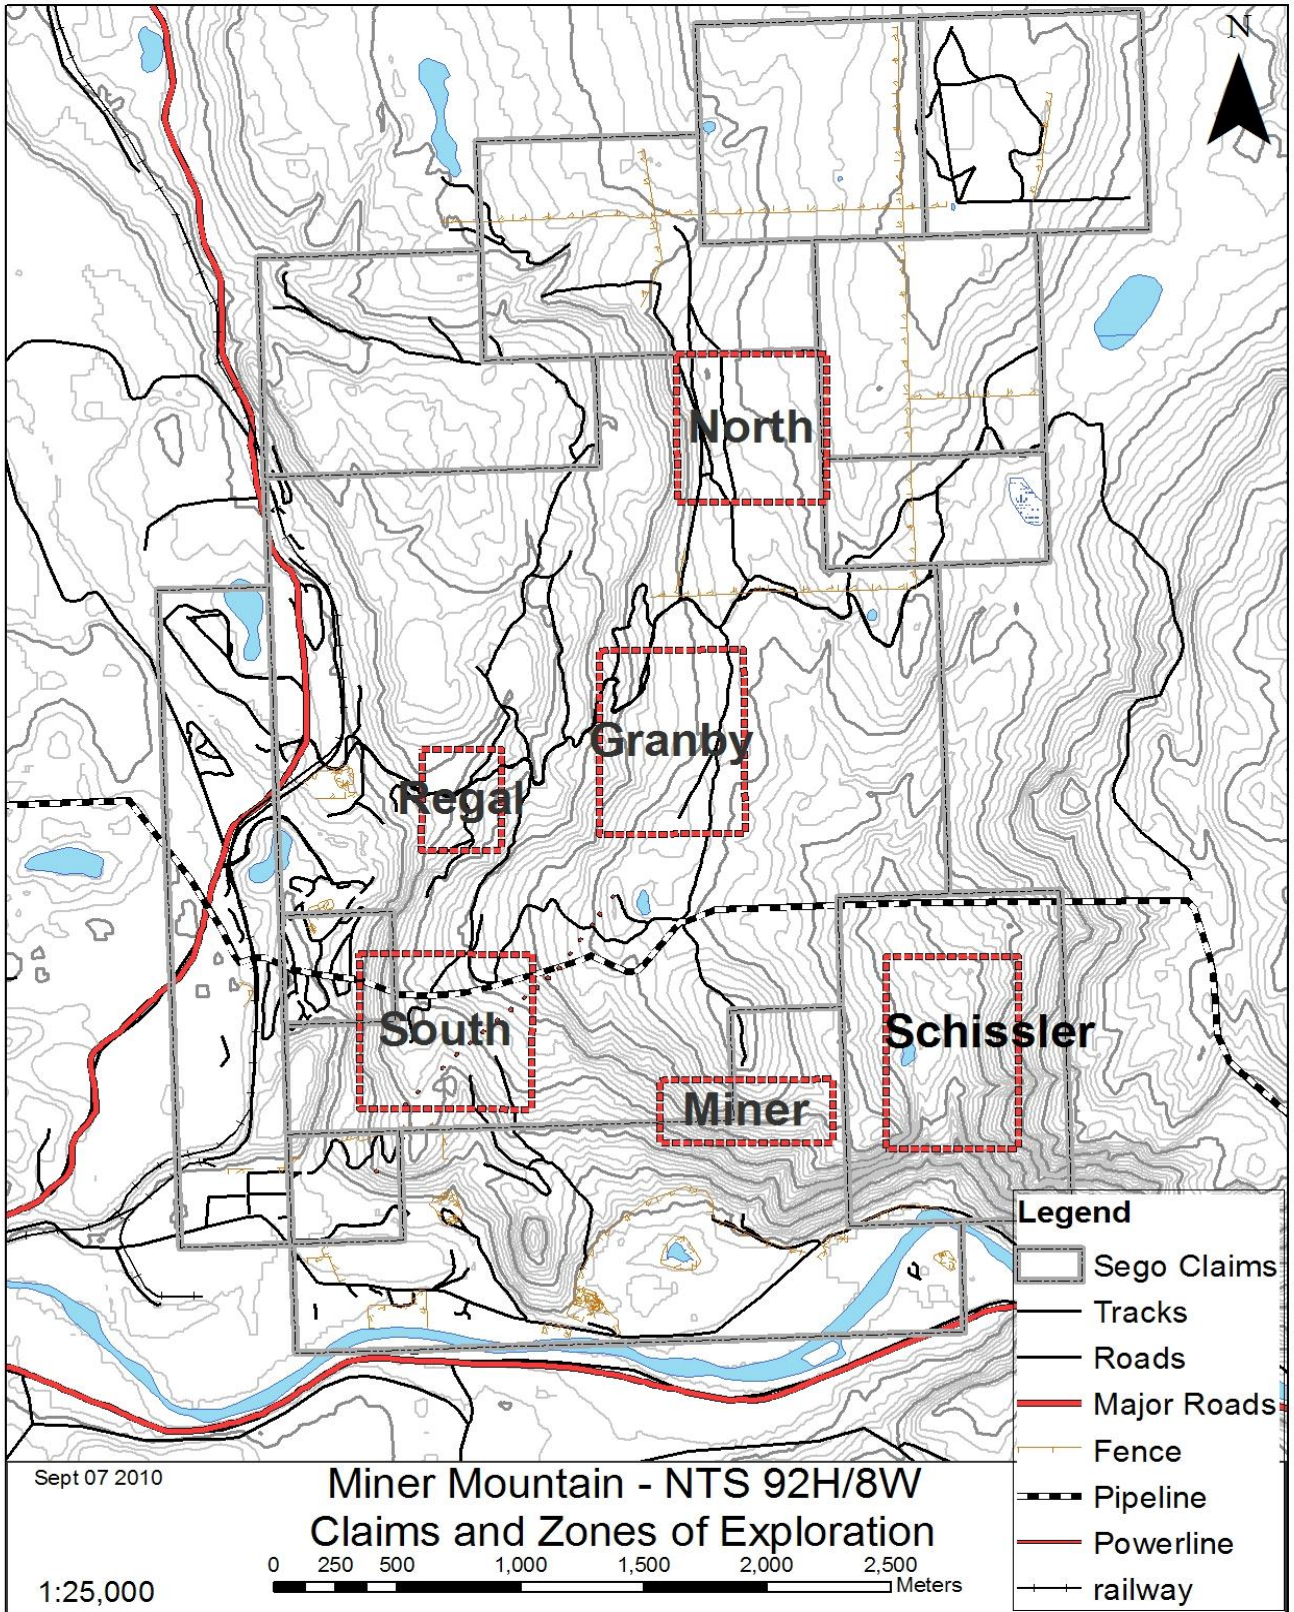 N
North
Granby
Regal
South
Schissler
Miner
Legend
Sego Claims
Tracks
Roads
Major Roads
Fence
Pipeline
Powerline
railway
Sept 07 2010
Miner Mountain - NTS 92H/8W
Claims and Zones of Exploration
0 250 500 1,000 1,500 2,000 2,500
Meters
1:25,000